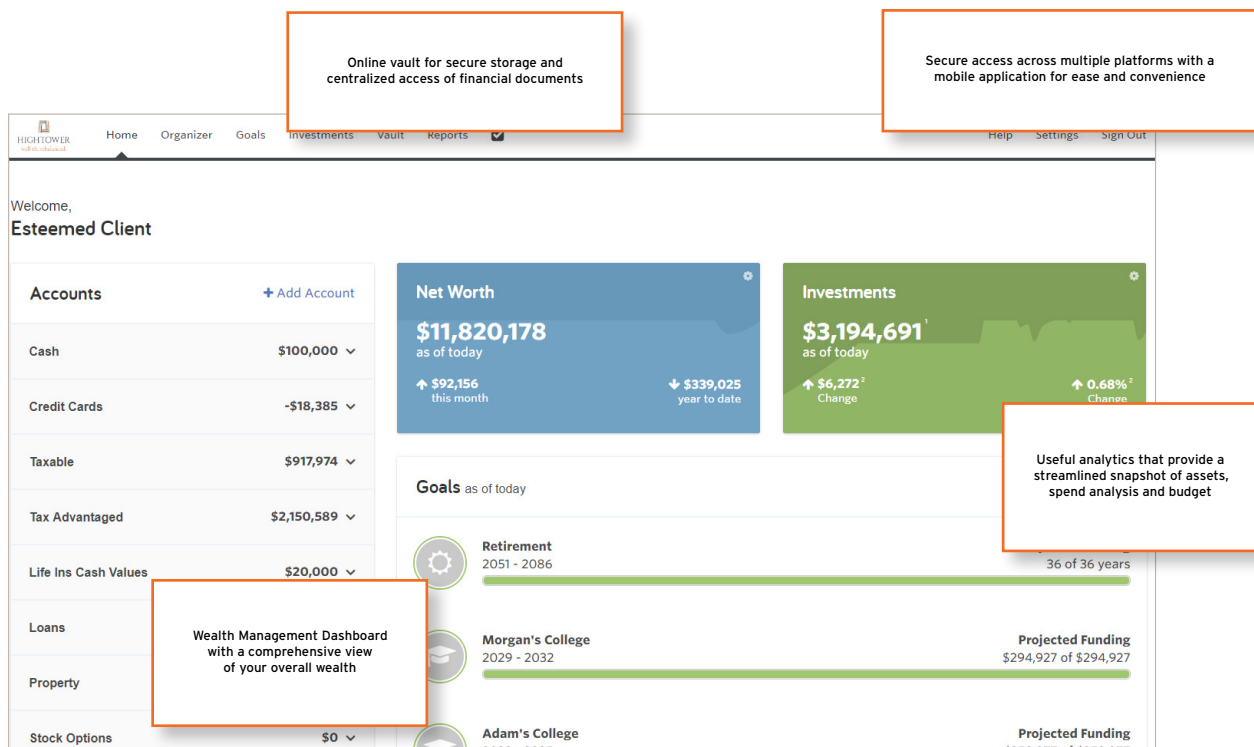 Online vault for secure storage and
centralized access of financial documents
Secure access across multiple platforms with a
mobile application for ease and convenience
HIGHTOWER
Home Organizer Goals Investments Vault Reports
Help Settings Sign Out
Welcome,
Esteemed Client
Accounts + Add Account
Cash $100,000
Credit Cards -$18,385
Taxable $917,974
Tax Advantaged $2,150,589
Life Ins Cash Values $20,000
Loans
Property
Stock Options $0
Wealth Management Dashboard
with a comprehensive view
of your overall wealth
Net Worth
$11,820,178
as of today
$92,156
this month
$339,025
year to date
Investments
$3,194,691¹
as of today
$6,272²
Change
0.68%²
Change
Useful analytics that provide a
streamlined snapshot of assets,
spend analysis and budget
Goals as of today
Retirement
2051 - 2086
36 of 36 years
Morgan's College
2029 - 2032
Projected Funding
$294,927 of $294,927
Adam's College
Projected Funding